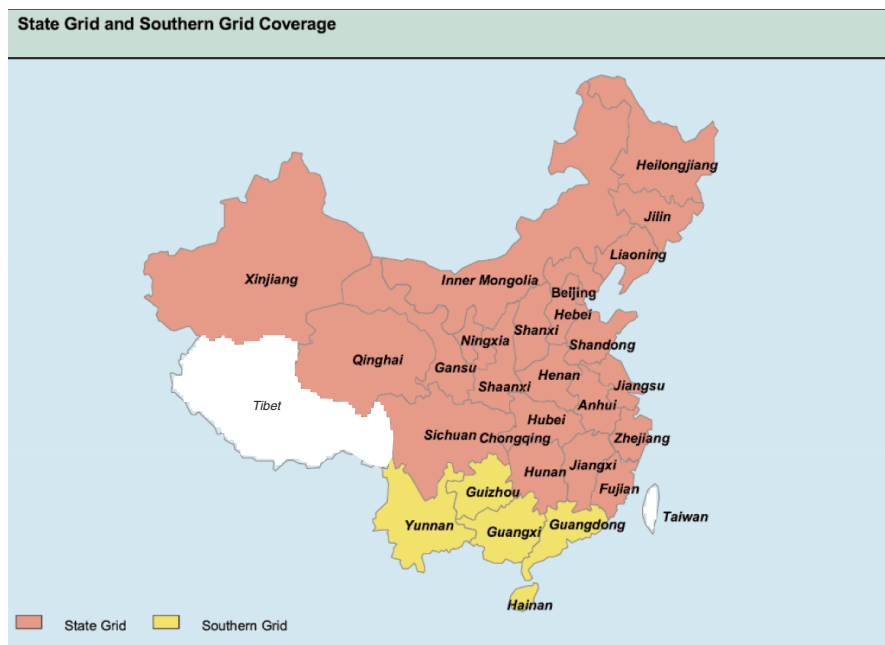 State Grid and Southern Grid Coverage
Heilongjiang
Jilin
Liaoning
Xinjiang
Inner Mongolia
Beijing
Hebei
Shanxi
Ningxia
Shandong
Qinghai
Gansu
Henan
Shaanxi
Jiangsu
Tibet
Anhui
Hubei
Sichuan
Chongqing
Zhejiang
Hunan
Jiangxi
Guizhou
Fujian
Taiwan
Yunnan
Guangxi
Guangdong
Hainan
State Grid
Southern Grid